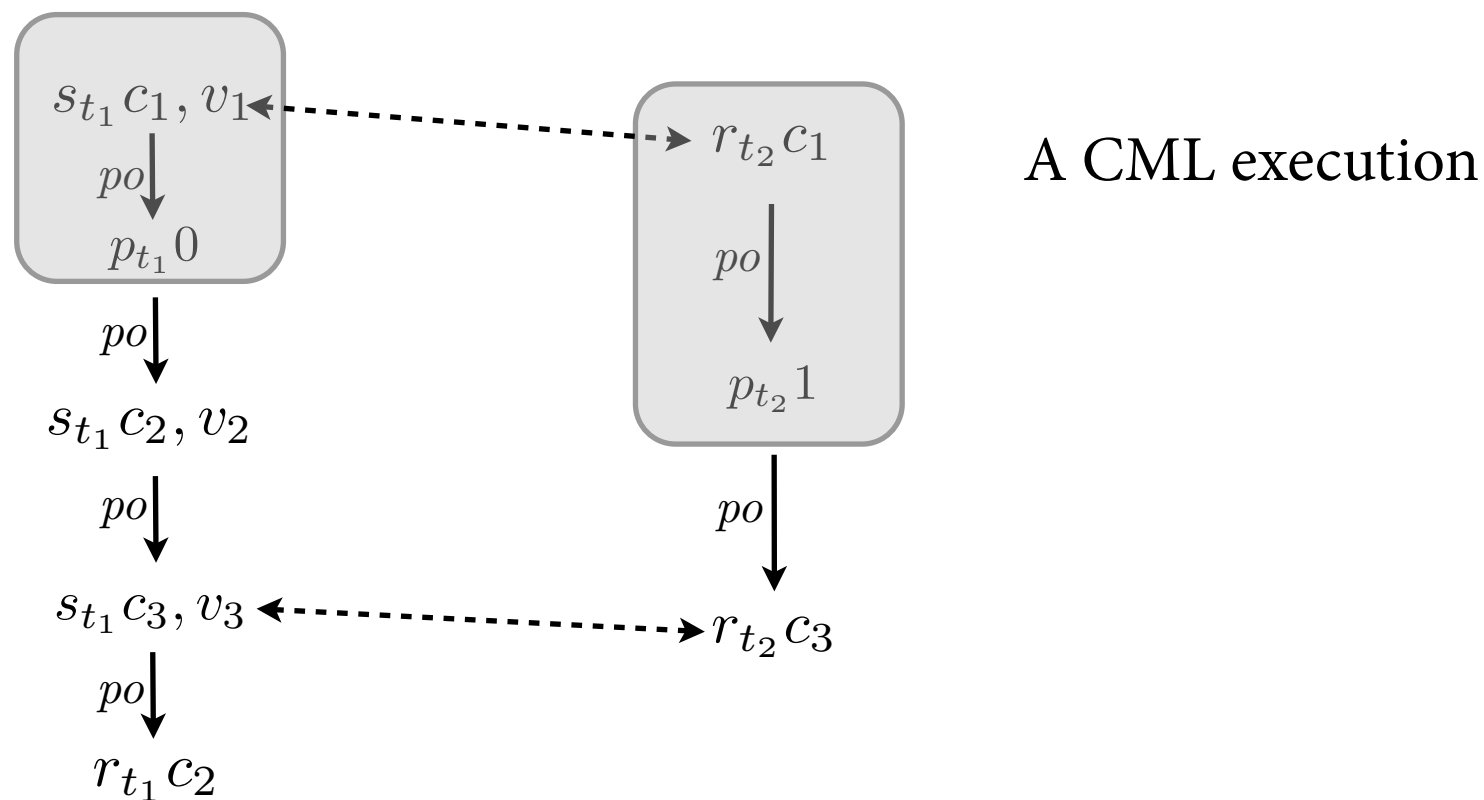 s_{t_1}c_1, v_1
po
p_{t_1}0
po
s_{t_1}c_2, v_2
po
s_{t_1}c_3, v_3
po
r_{t_1}c_2
r_{t_2}c_1
po
p_{t_2}1
po
r_{t_2}c_3
A CML execution